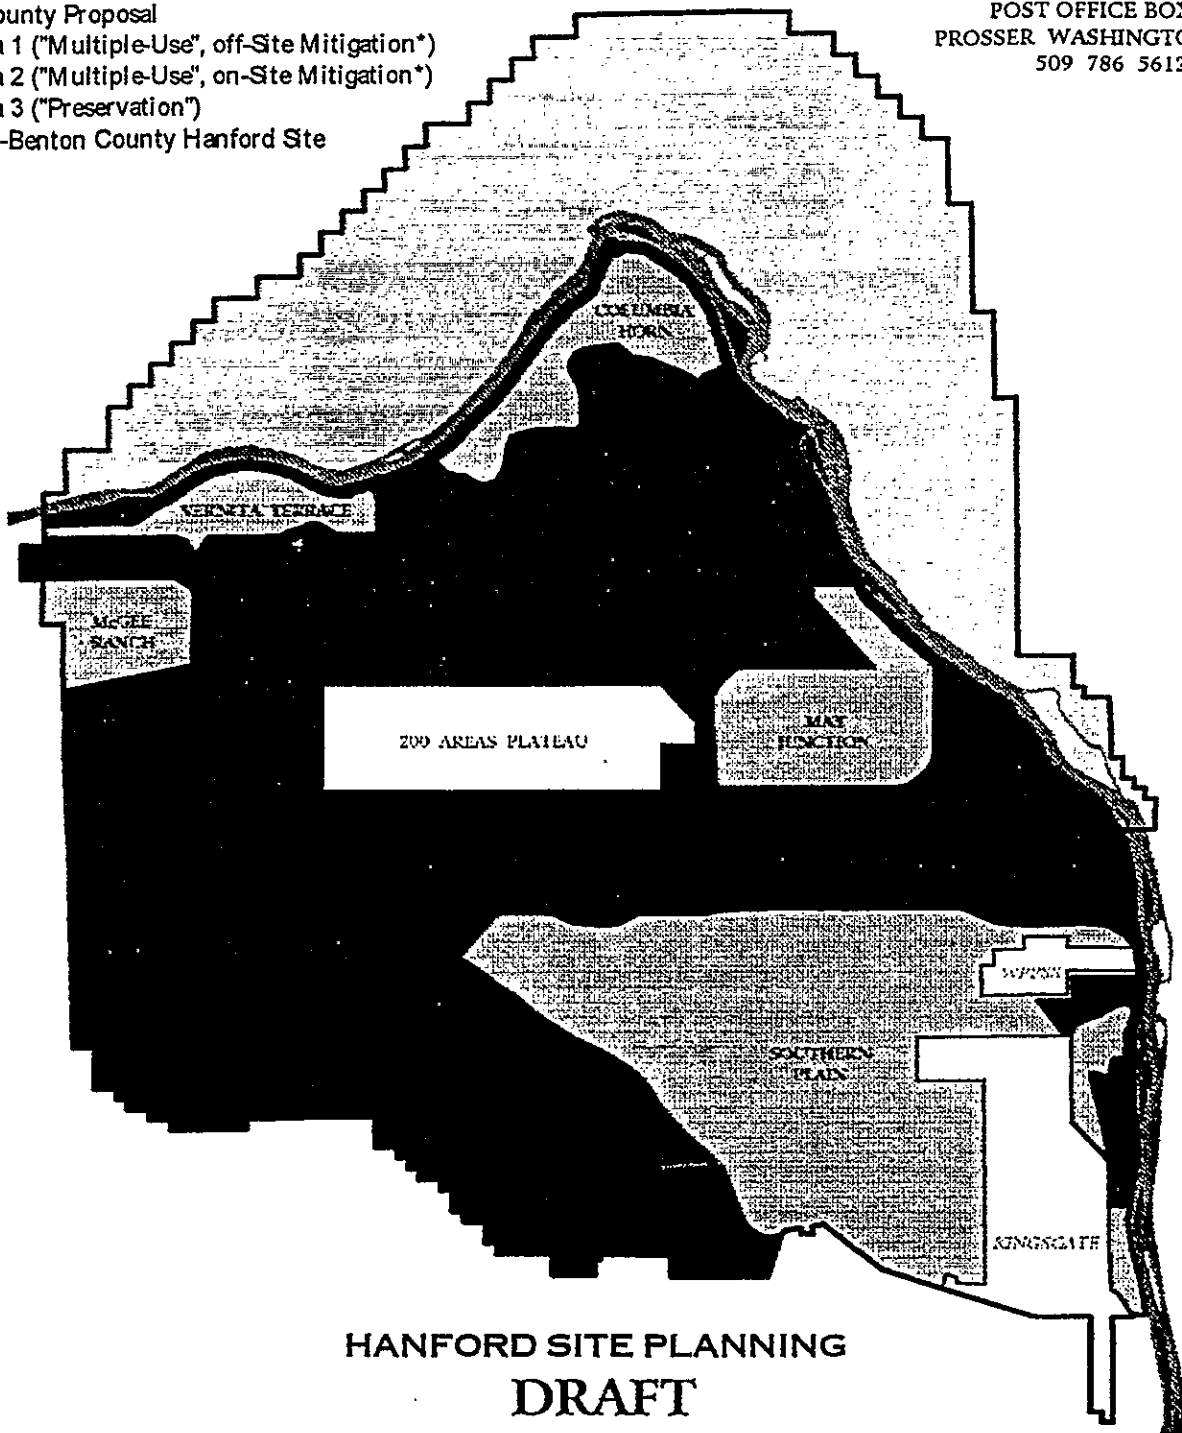 ounty Proposal
a 1 ("Multiple-Use", off-Site Mitigation*)
a 2 ("Multiple-Use", on-Site Mitigation*)
a 3 ("Preservation")
-Benton County Hanford Site
POST OFFICE BOX
PROSSER WASHINGTO
509 786 5612
COLUMBIA
HORN
VERNITA TERRACE
McGEE
RANCH
200 AREAS PLATEAU
MAY
JUNCTION
WPPSS
SOUTHERN
PLAIN
KINGSGATE
HANFORD SITE PLANNING
DRAFT